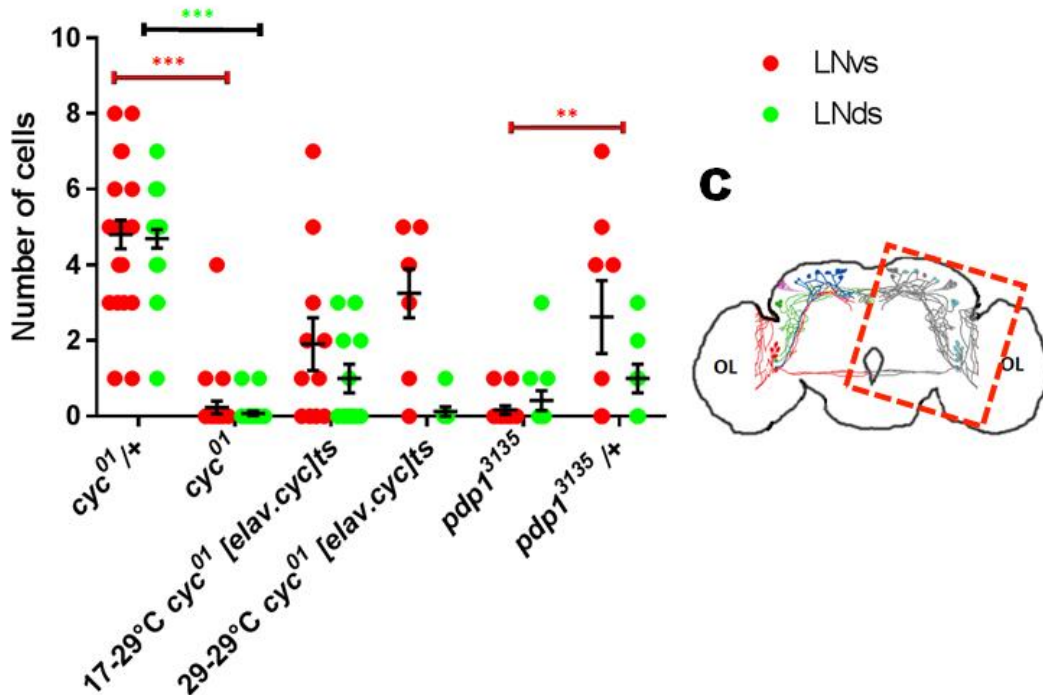 ***
10
***
8
6
4
2
0
Number of cells
**
LNvs
LNds
C
OL
OL
cyc⁰¹/+
cyc⁰¹
17-29°C cyc⁰¹ [elav.cyc]ts
29-29°C cyc⁰¹ [elav.cyc]ts
pdp1³¹³⁵
pdp1³¹³⁵/+